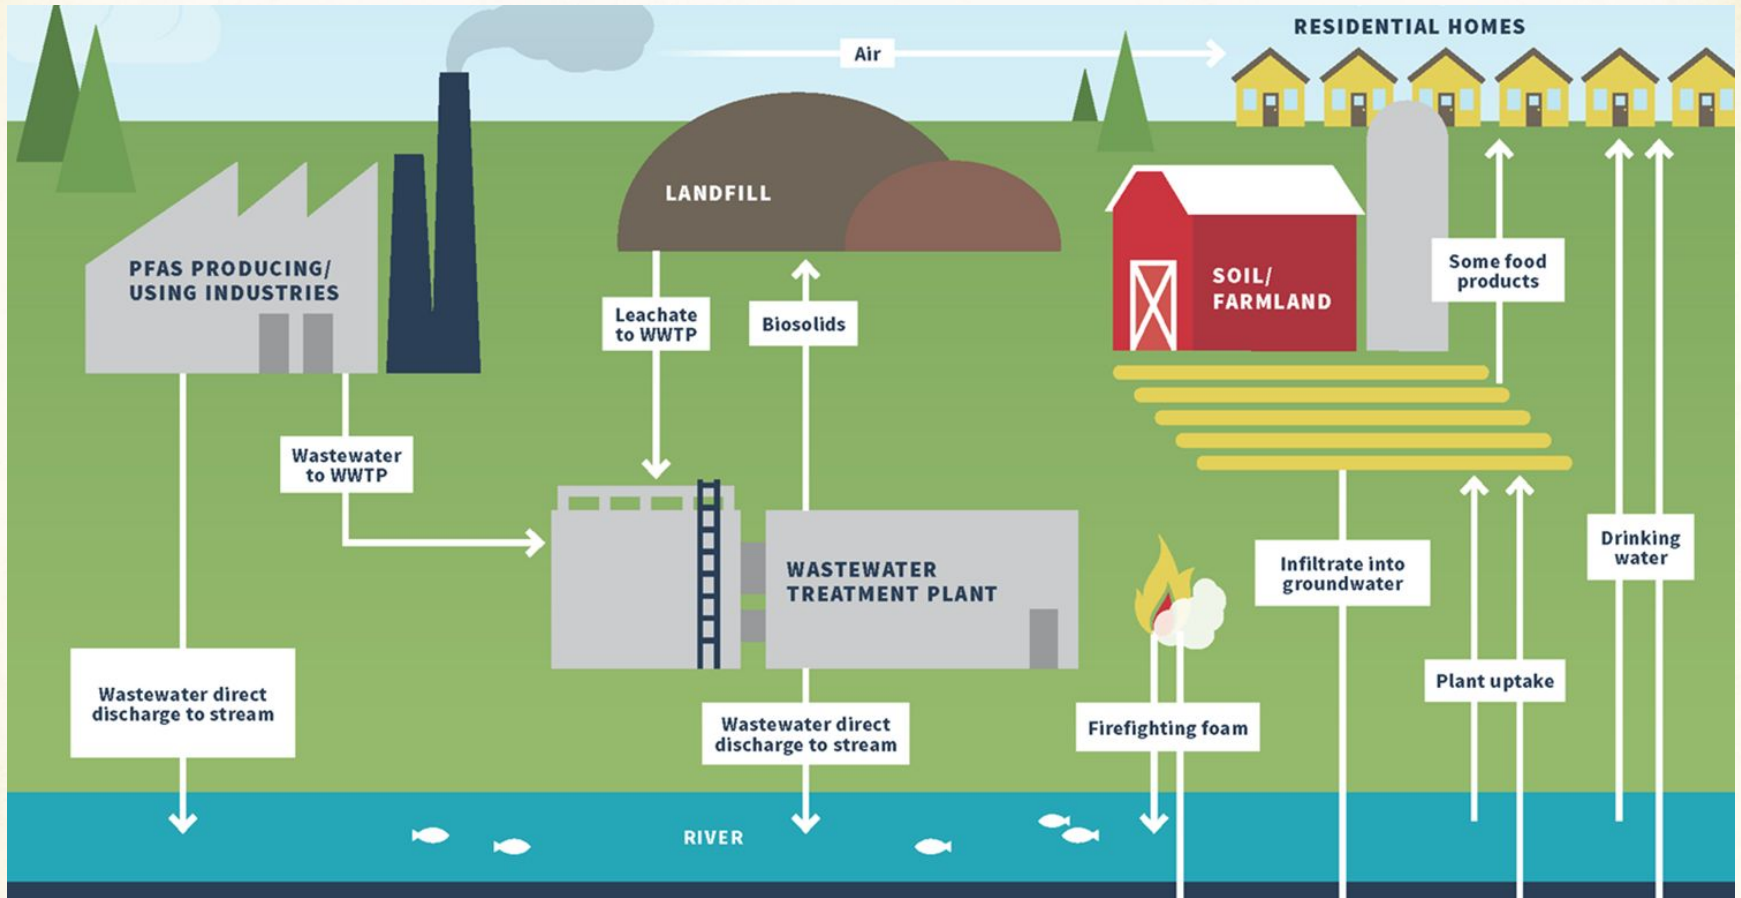 RESIDENTIAL HOMES
Air
LANDFILL
PFAS PRODUCING/
USING INDUSTRIES
SOIL/
FARMLAND
Some food
products
Leachate
to WWTP
Biosolids
Wastewater
to WWTP
WASTEWATER
TREATMENT PLANT
Infiltrate into
groundwater
Drinking
water
Plant uptake
Wastewater direct
discharge to stream
Wastewater direct
discharge to stream
Firefighting foam
RIVER